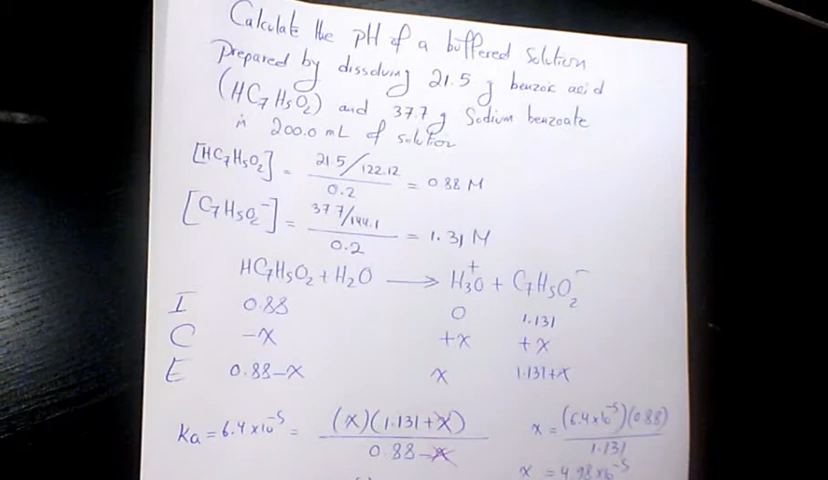 Calculate the pH of a buffered Solution
Prepared by dissolving 21.5 g benzoic acid
(HC7H5O2) and 37.7 g Sodium benzoate
in 200.0 mL of solution
[HC7H5O2] = (21.5/122.12)/0.2 = 0.88 M
[C7H5O2⁻] = (37.7/144.1)/0.2 = 1.31 M
HC7H5O2 + H2O → H3O⁺ + C7H5O2⁻
I 0.88 0 1.131
C -x +x +x
E 0.88-x x 1.131+x
Ka = 6.4×10⁻⁵ = (x)(1.131+x)/(0.88-x) x = (6.4×10⁻⁵)(0.88)/1.131
x = 4.98×10⁻⁵